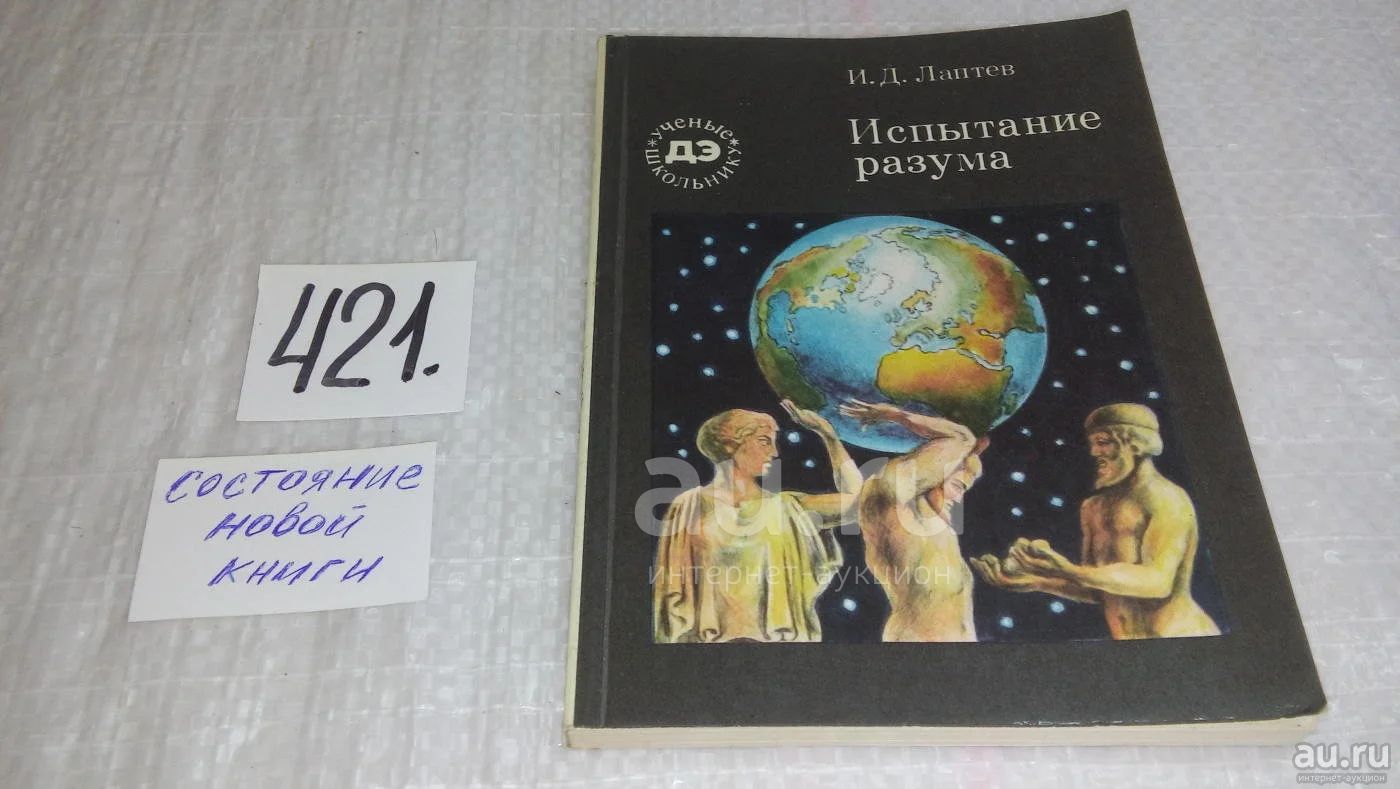 И. Д. Лаптев
Испытание
разума
*ученые*
школьнику
ДЭ
421.
состояние
новой
книги
au.ru
интернет-аукцион
au.ru
интернет-аукцион